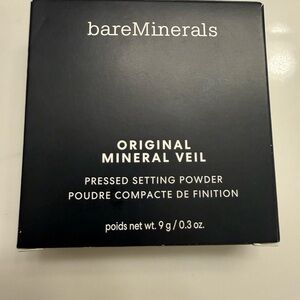 bareMinerals
ORIGINAL
MINERAL VEIL
PRESSED SETTING POWDER
POUDRE COMPACTE DE FINITION
poids net wt. 9 g / 0.3 oz.